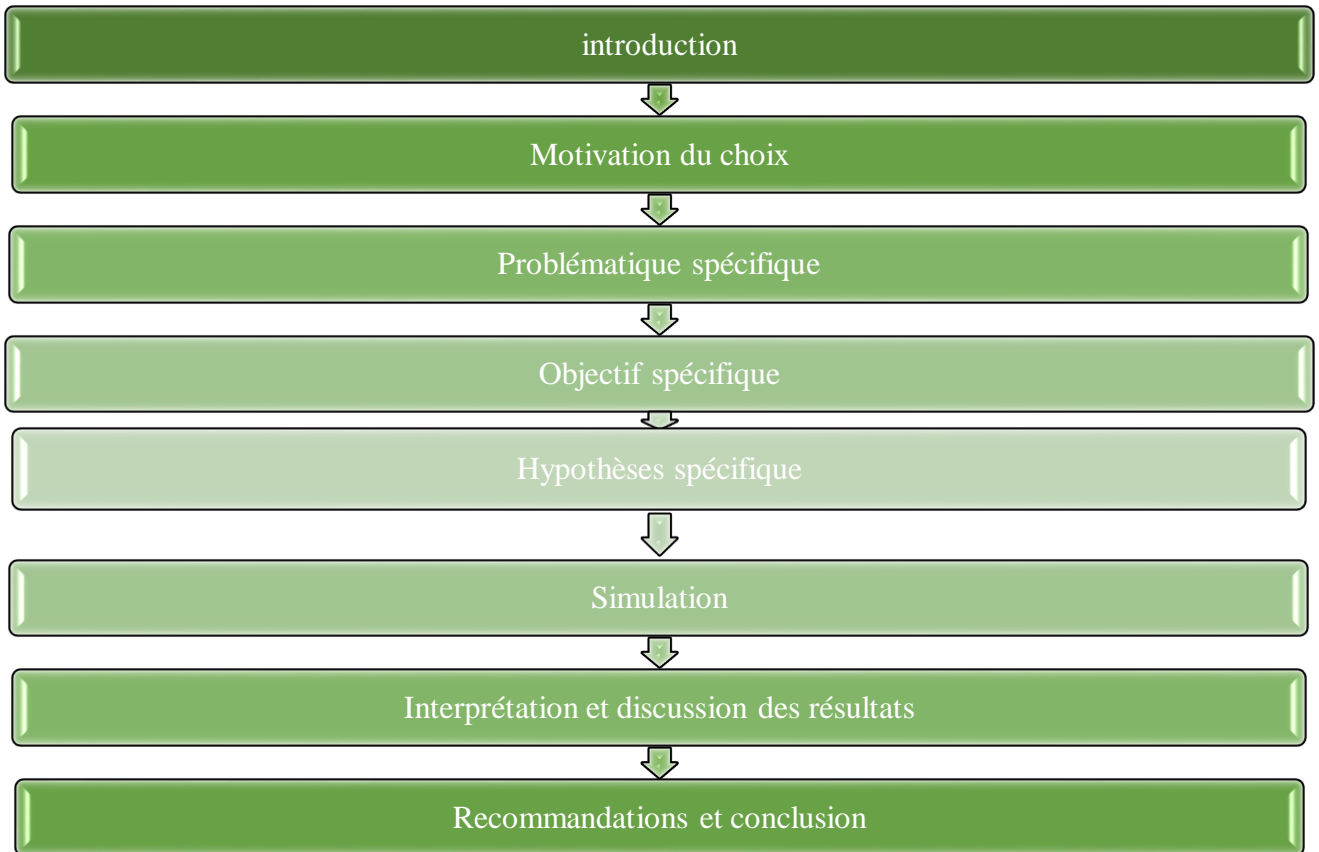 introduction
Motivation du choix
Problématique spécifique
Objectif spécifique
Hypothèses spécifique
Simulation
Interprétation et discussion des résultats
Recommandations et conclusion